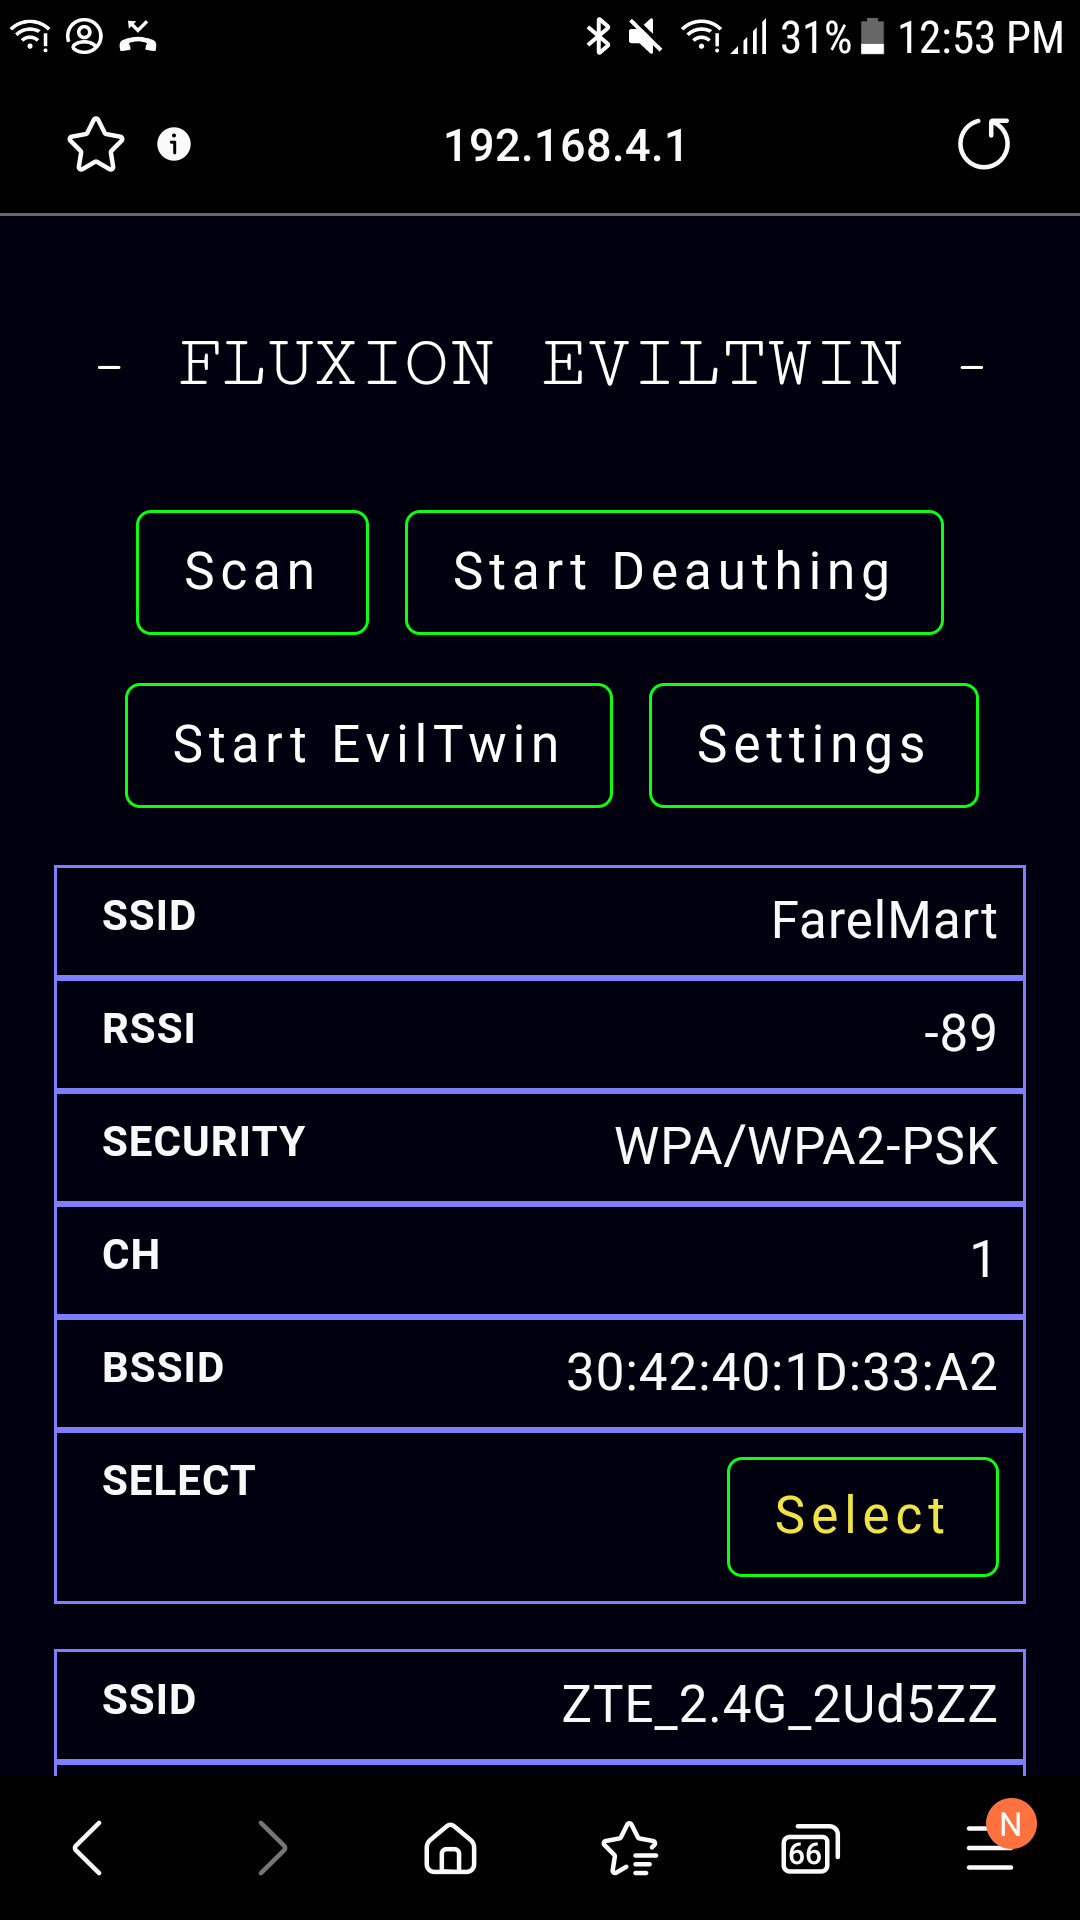 31% 12:53 PM
192.168.4.1
- FLUXION EVILTWIN -
Scan Start Deauthing
Start EvilTwin Settings
SSID FarelMart
RSSI -89
SECURITY WPA/WPA2-PSK
CH 1
BSSID 30:42:40:1D:33:A2
SELECT Select
SSID ZTE_2.4G_2Ud5ZZ
66 N